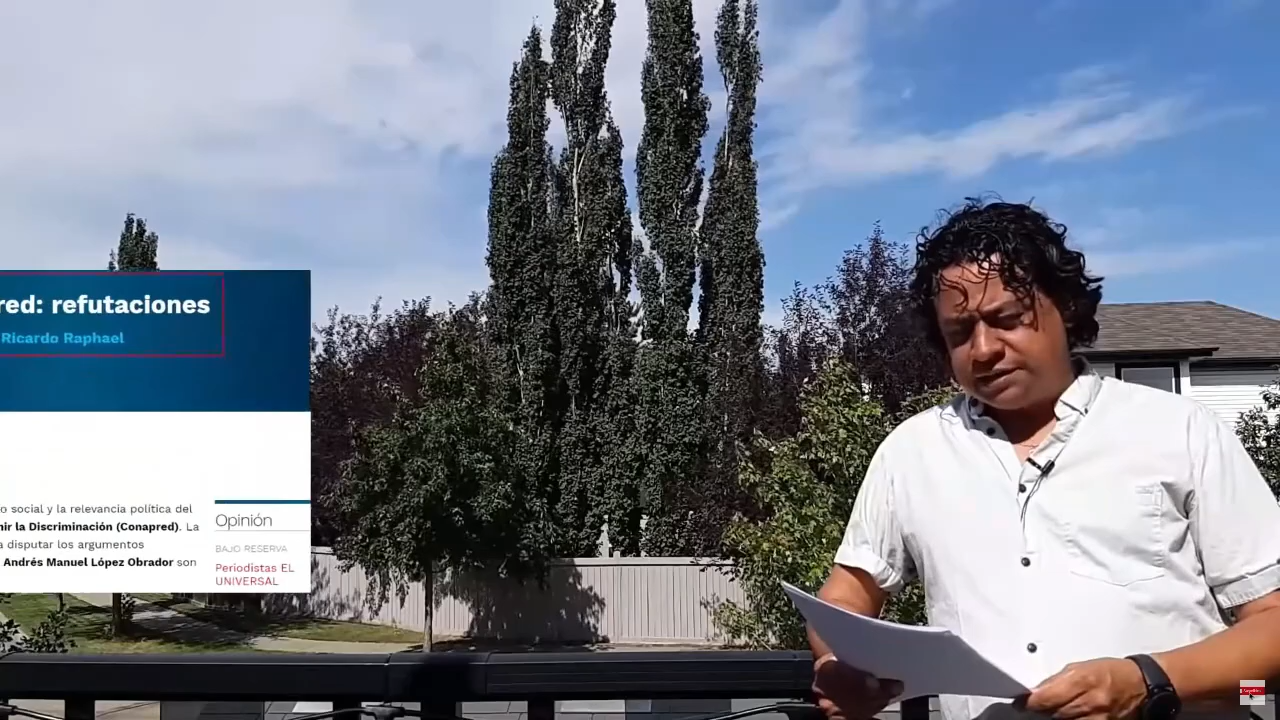 red: refutaciones
Ricardo Raphael
o social y la relevancia política del
nir la Discriminación (Conapred). La
a disputar los argumentos
Andrés Manuel López Obrador son
Opinión
BAJO RESERVA
Periodistas EL
UNIVERSAL